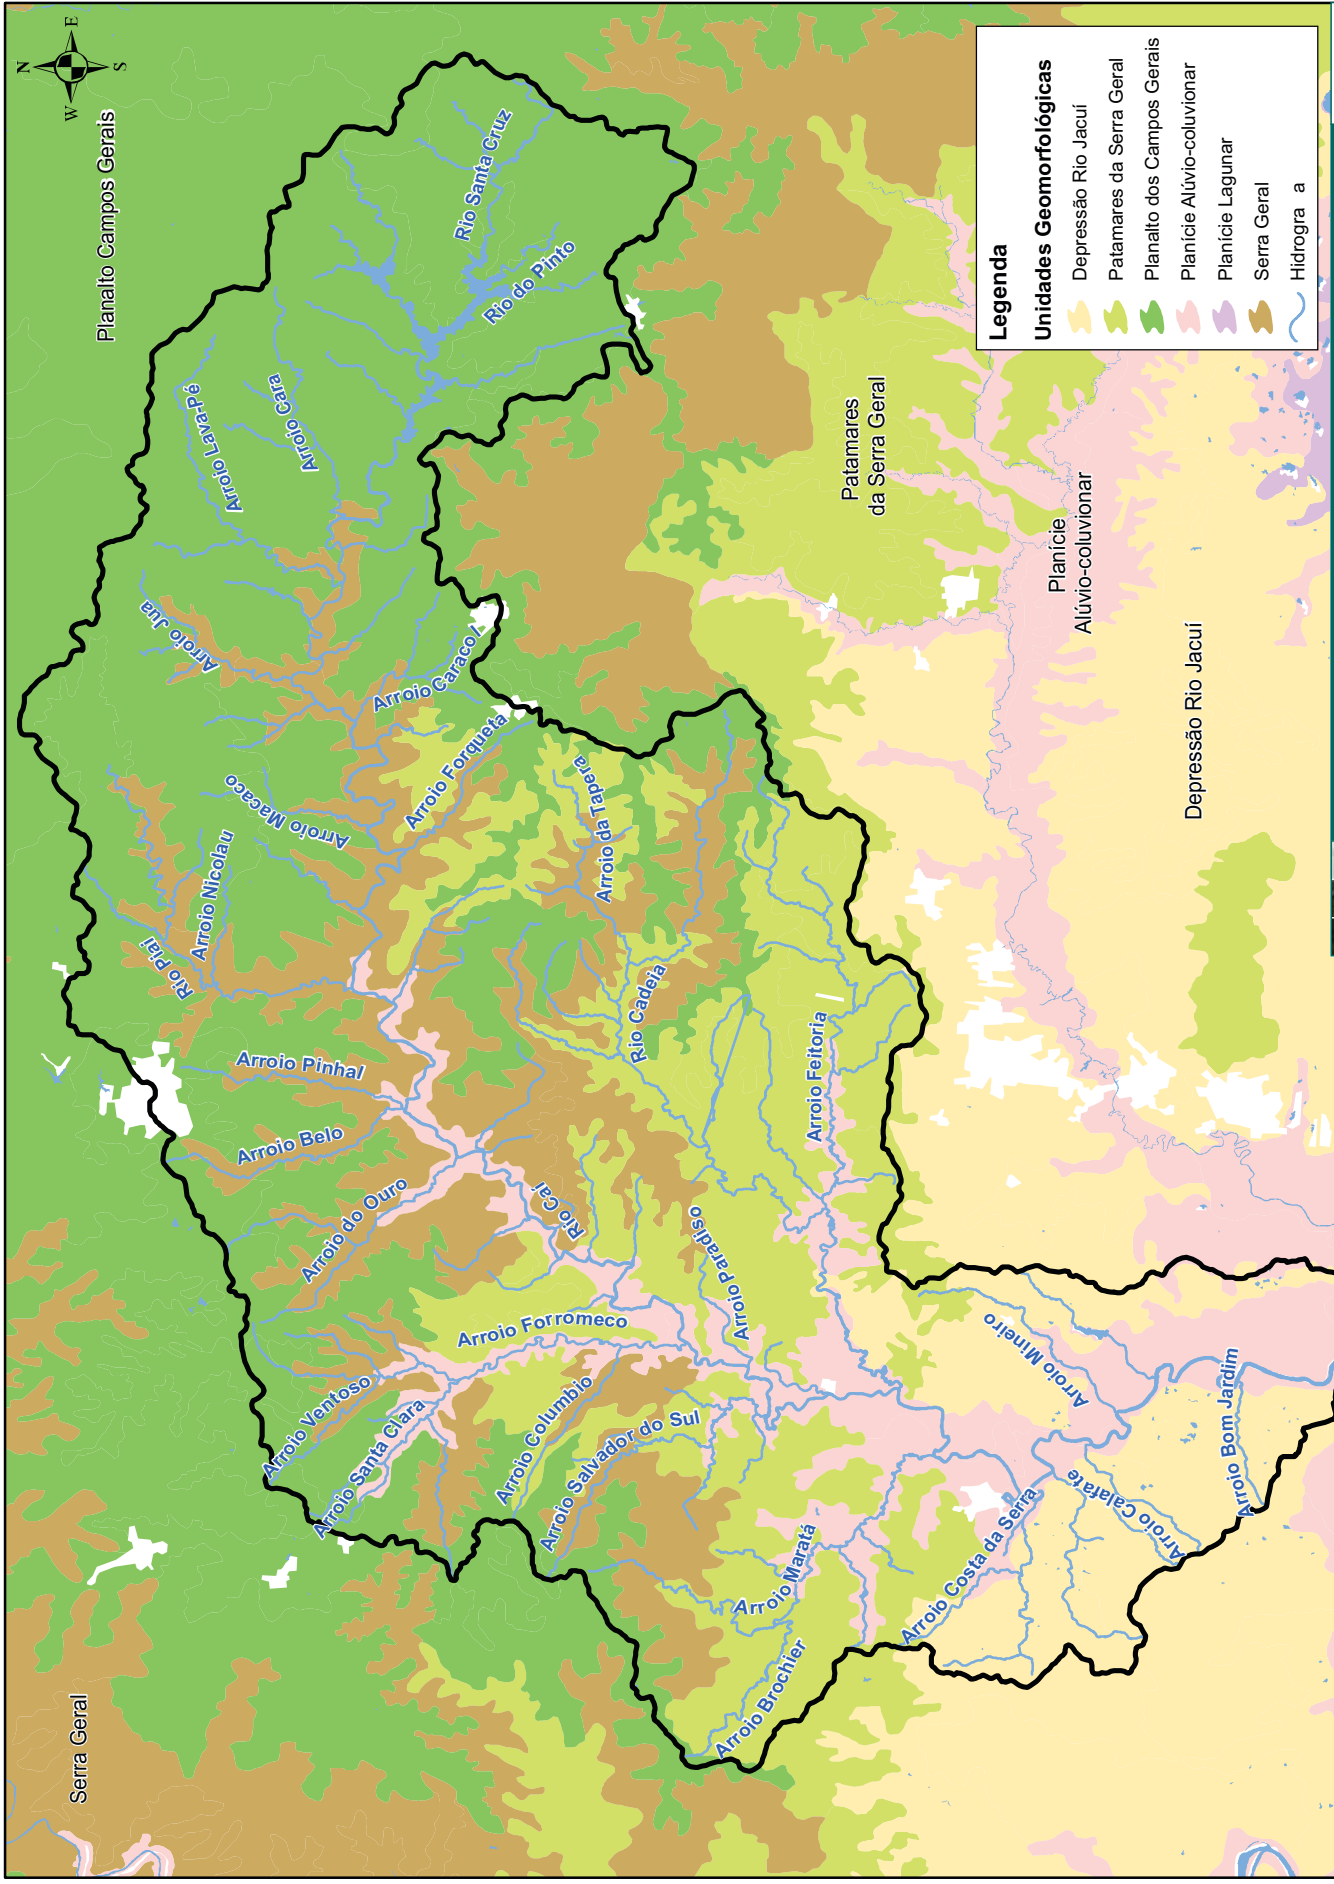 N
E
W
S
Planalto Campos Gerais
Serra Geral
Patamares
da Serra Geral
Planície
Alúvio-coluvionar
Depressão Rio Jacuí
Rio Santa Cruz
Rio do Pinto
Arroio Lava-Pé
Arroio Cara
Arroio Jua
Arroio Caracol
Arroio Forqueta
Arroio Macaco
Arroio Nicolau
Rio Piai
Arroio da Tapera
Rio Cadeia
Arroio Feitoria
Arroio Pinhal
Arroio Belo
Arroio do Ouro
Rio Caí
Arroio Paradiso
Arroio Forromeco
Arroio Ventoso
Arroio Santa Clara
Arroio Columbio
Arroio Salvador do Sul
Arroio Maratá
Arroio Brochier
Arroio Costa da Serra
Arroio Calafate
Arroio Mineiro
Arroio Bom Jardim
Legenda
Unidades Geomorfológicas
Depressão Rio Jacuí
Patamares da Serra Geral
Planalto dos Campos Gerais
Planície Alúvio-coluvionar
Planície Lagunar
Serra Geral
Hidrogra a